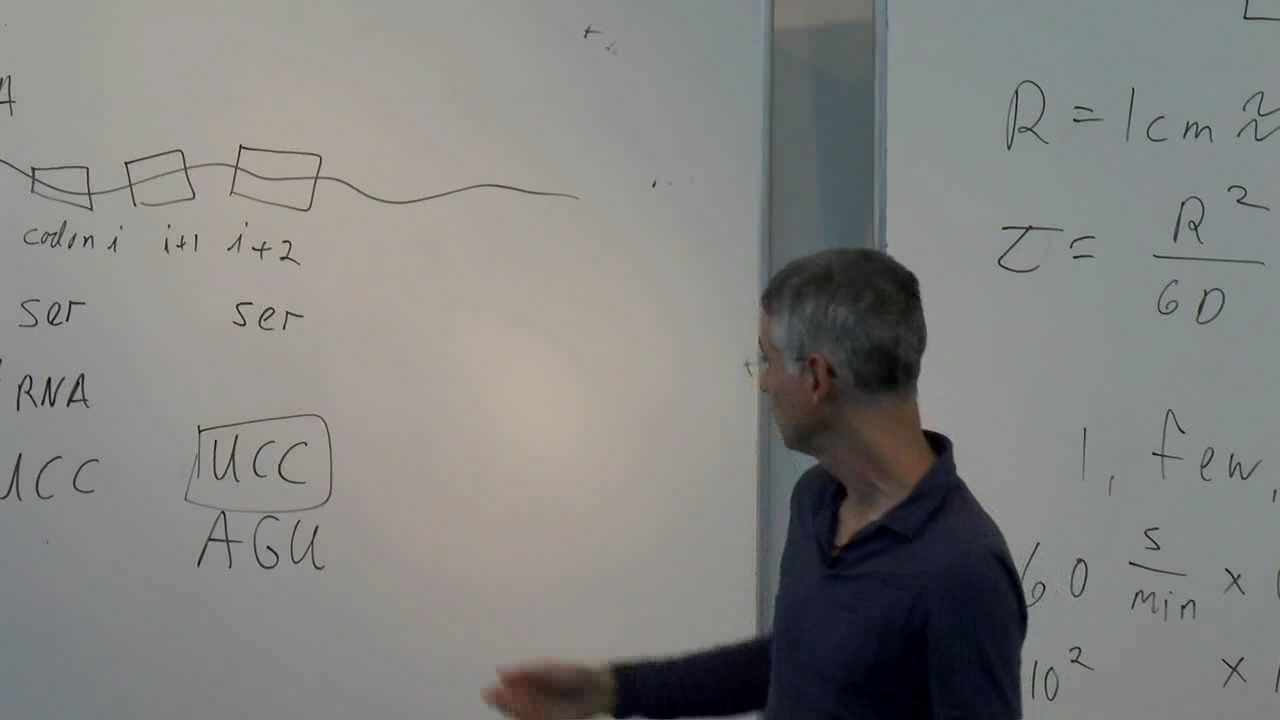 A
codon i i+1 i+2
ser ser
RNA
UCC UCC
AGU
R = 1cm ≈
τ = R² / 6D
1, few,
60 s/min ×
10² ×